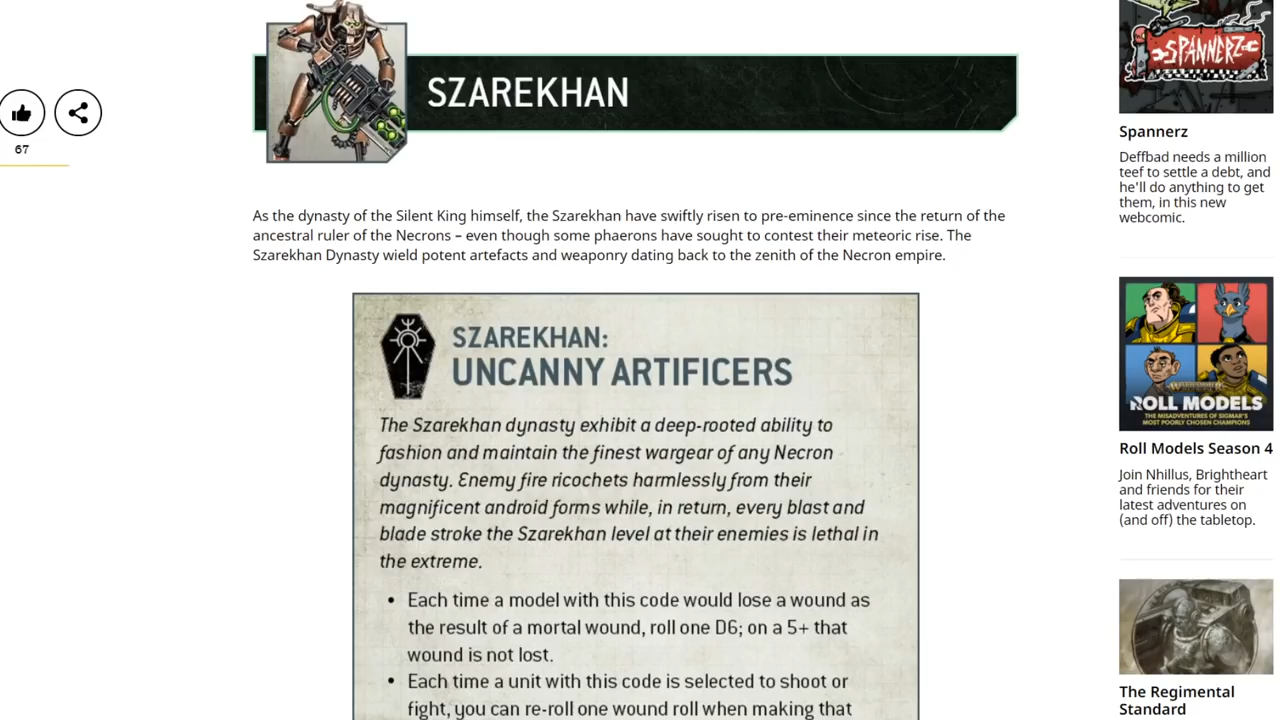 SZAREKHAN
67
As the dynasty of the Silent King himself, the Szarekhan have swiftly risen to pre-eminence since the return of the
ancestral ruler of the Necrons – even though some phaerons have sought to contest their meteoric rise. The
Szarekhan Dynasty wield potent artefacts and weaponry dating back to the zenith of the Necron empire.
SZAREKHAN:
UNCANNY ARTIFICERS
The Szarekhan dynasty exhibit a deep-rooted ability to
fashion and maintain the finest wargear of any Necron
dynasty. Enemy fire ricochets harmlessly from their
magnificent android forms while, in return, every blast and
blade stroke the Szarekhan level at their enemies is lethal in
the extreme.
• Each time a model with this code would lose a wound as
the result of a mortal wound, roll one D6; on a 5+ that
wound is not lost.
• Each time a unit with this code is selected to shoot or
fight, you can re-roll one wound roll when making that
SPANNERZ
Spannerz
Deffbad needs a million
teef to settle a debt, and
he'll do anything to get
them, in this new
webcomic.
WARHAMMER
ROLL MODELS
THE MISADVENTURES OF SIGMAR'S
MOST POORLY CHOSEN CHAMPIONS
Roll Models Season 4
Join Nhillus, Brightheart
and friends for their
latest adventures on
(and off) the tabletop.
The Regimental
Standard